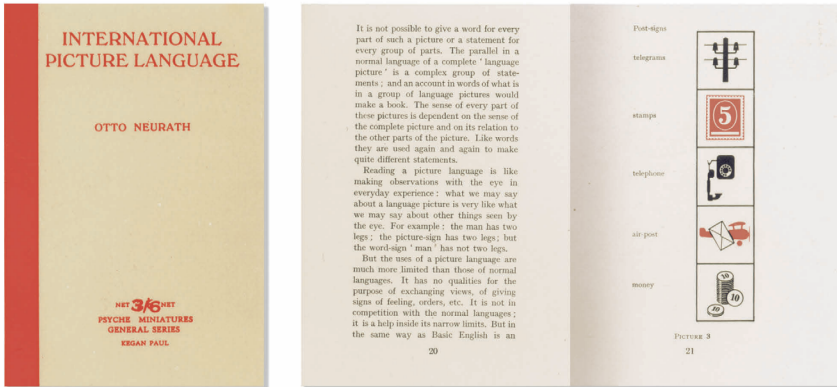 INTERNATIONAL
PICTURE LANGUAGE
OTTO NEURATH
NET 3/6 NET
PSYCHE MINIATURES
GENERAL SERIES
KEGAN PAUL
It is not possible to give a word for every
part of such a picture or a statement for
every group of parts. The parallel in a
normal language of a complete ' language
picture ' is a complex group of state-
ments ; and an account in words of what is
in a group of language pictures would
make a book. The sense of every part of
these pictures is dependent on the sense of
the complete picture and on its relation to
the other parts of the picture. Like words
they are used again and again to make
quite different statements.
Reading a picture language is like
making observations with the eye in
everyday experience : what we may say
about a language picture is very like what
we may say about other things seen by
the eye. For example : the man has two
legs ; the picture-sign has two legs ; but
the word-sign ' man ' has not two legs.
But the uses of a picture language are
much more limited than those of normal
languages. It has no qualities for the
purpose of exchanging views, of giving
signs of feeling, orders, etc. It is not in
competition with the normal languages ;
it is a help inside its narrow limits. But in
the same way as Basic English is an
20
Post-signs
telegrams
stamps
5
telephone
air-post
money
10
10
10
PICTURE 3
21